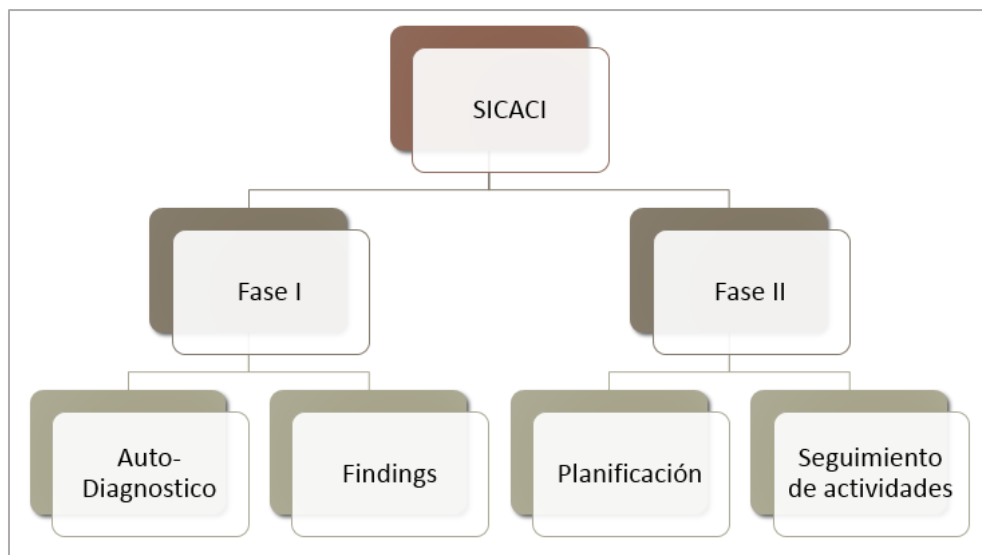 SICACI
Fase I
Fase II
Auto-
Diagnostico
Findings
Planificación
Seguimiento
de actividades